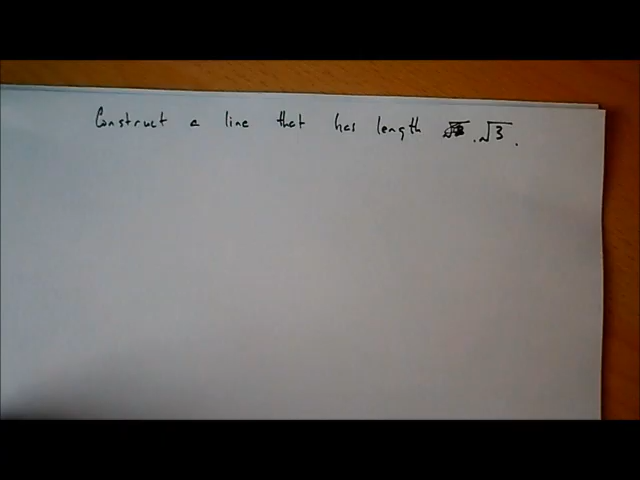 Construct a line that has length √3.